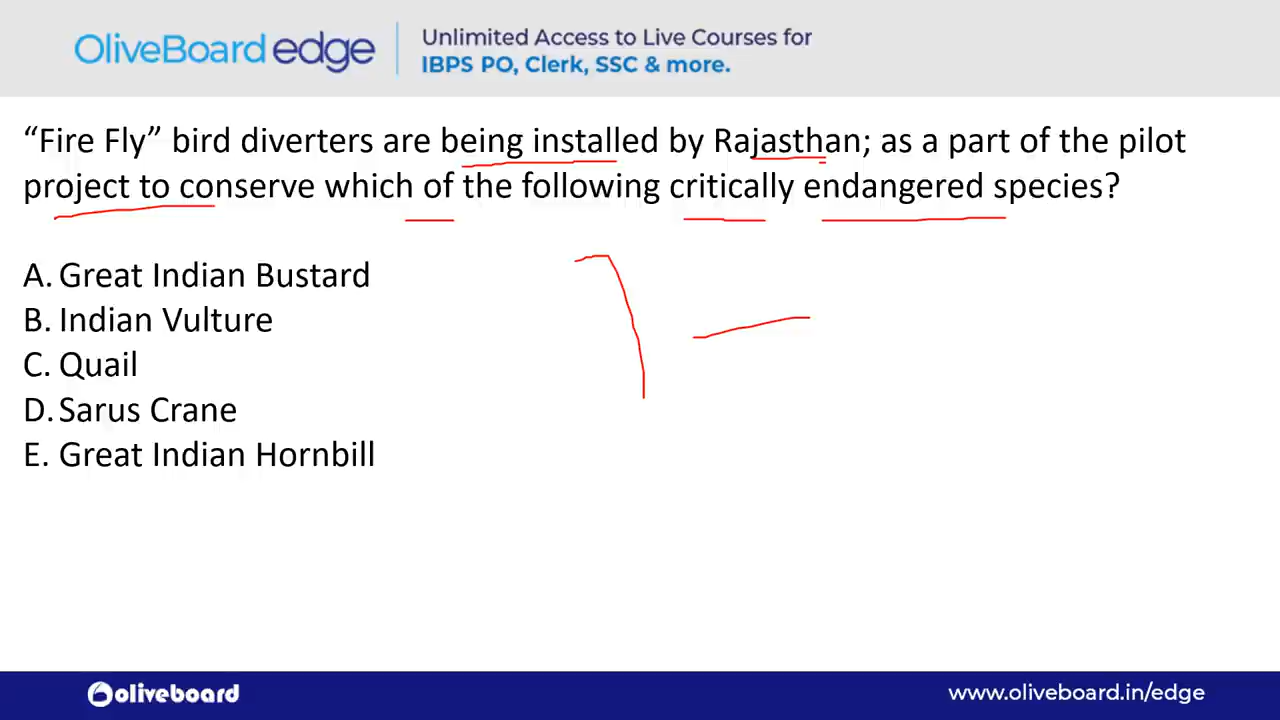 OliveBoard edge
Unlimited Access to Live Courses for
IBPS PO, Clerk, SSC & more.
“Fire Fly” bird diverters are being installed by Rajasthan; as a part of the pilot
project to conserve which of the following critically endangered species?
A. Great Indian Bustard
B. Indian Vulture
C. Quail
D. Sarus Crane
E. Great Indian Hornbill
oliveboard
www.oliveboard.in/edge